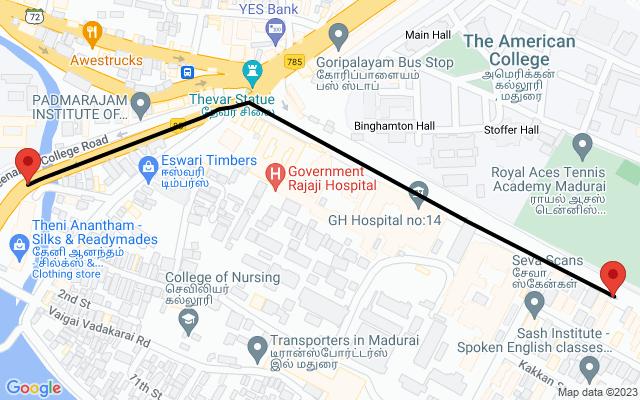 YES Bank
785
Awestrucks
Goripalayam Bus Stop
கோரிப்பாளையம்
பஸ் ஸ்டாப்
785
Main Hall
The American
College
அமெரிக்கன்
கல்லூரி
, மதுரை
PADMARAJAM
INSTITUTE OF...
Thevar Statue
தேவர் சிலை
Binghamton Hall
Stoffer Hall
College Road
Eswari Timbers
ஈஸ்வரி
டிம்பர்ஸ்
H
Government
Rajaji Hospital
Royal Aces Tennis
Academy Madurai
ராயல் ஆசஸ்
டென்னிஸ்...
GH Hospital no:14
Theni Anantham -
Silks & Readymades
தேனி ஆனந்தம்
சில்க்ஸ் &...
Clothing store
College of Nursing
செவிலியர்
கல்லூரி
Seva Scans
சேவா
ஸ்கேன்கள்
2nd St
Vaigai Vadakarai Rd
Transporters in Madurai
டிரான்ஸ்போர்ட்டர்ஸ்
இல் மதுரை
Sash Institute -
Spoken English classes...
71th St
Kakkan S
Google
Map data ©2023